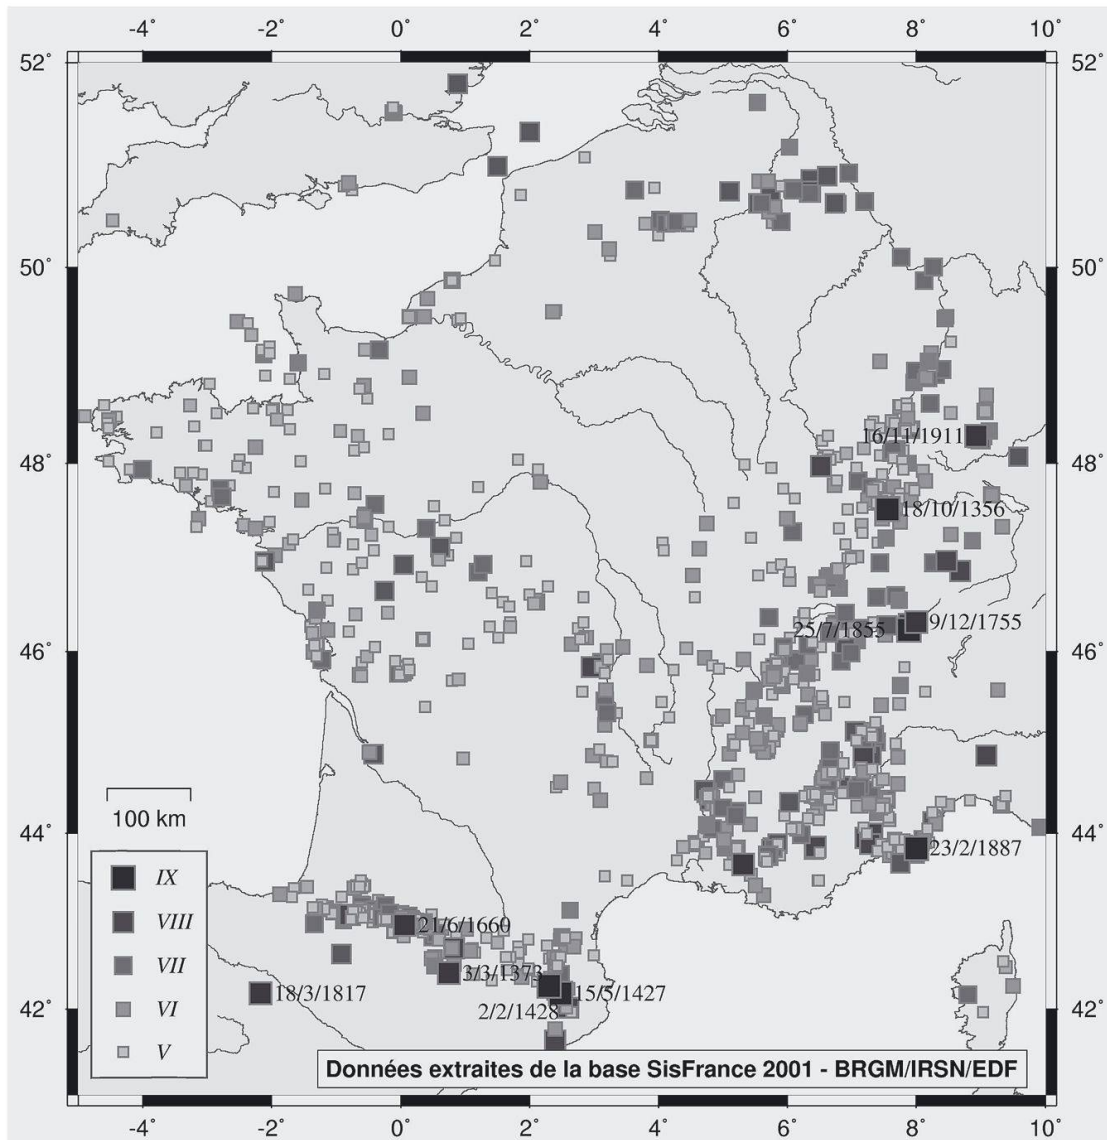 -4° -2° 0° 2° 4° 6° 8° 10°
52° 52°
50° 50°
16/11/1911
48° 48°
18/10/1356
9/12/1755
25/7/1855
46° 46°
100 km
44° 44°
23/2/1887
IX
VIII
21/6/1660
VII
3/3/1373
18/3/1817 15/5/1427
VI 2/2/1428
42° 42°
V
Données extraites de la base SisFrance 2001 - BRGM/IRSN/EDF
-4° -2° 0° 2° 4° 6° 8° 10°